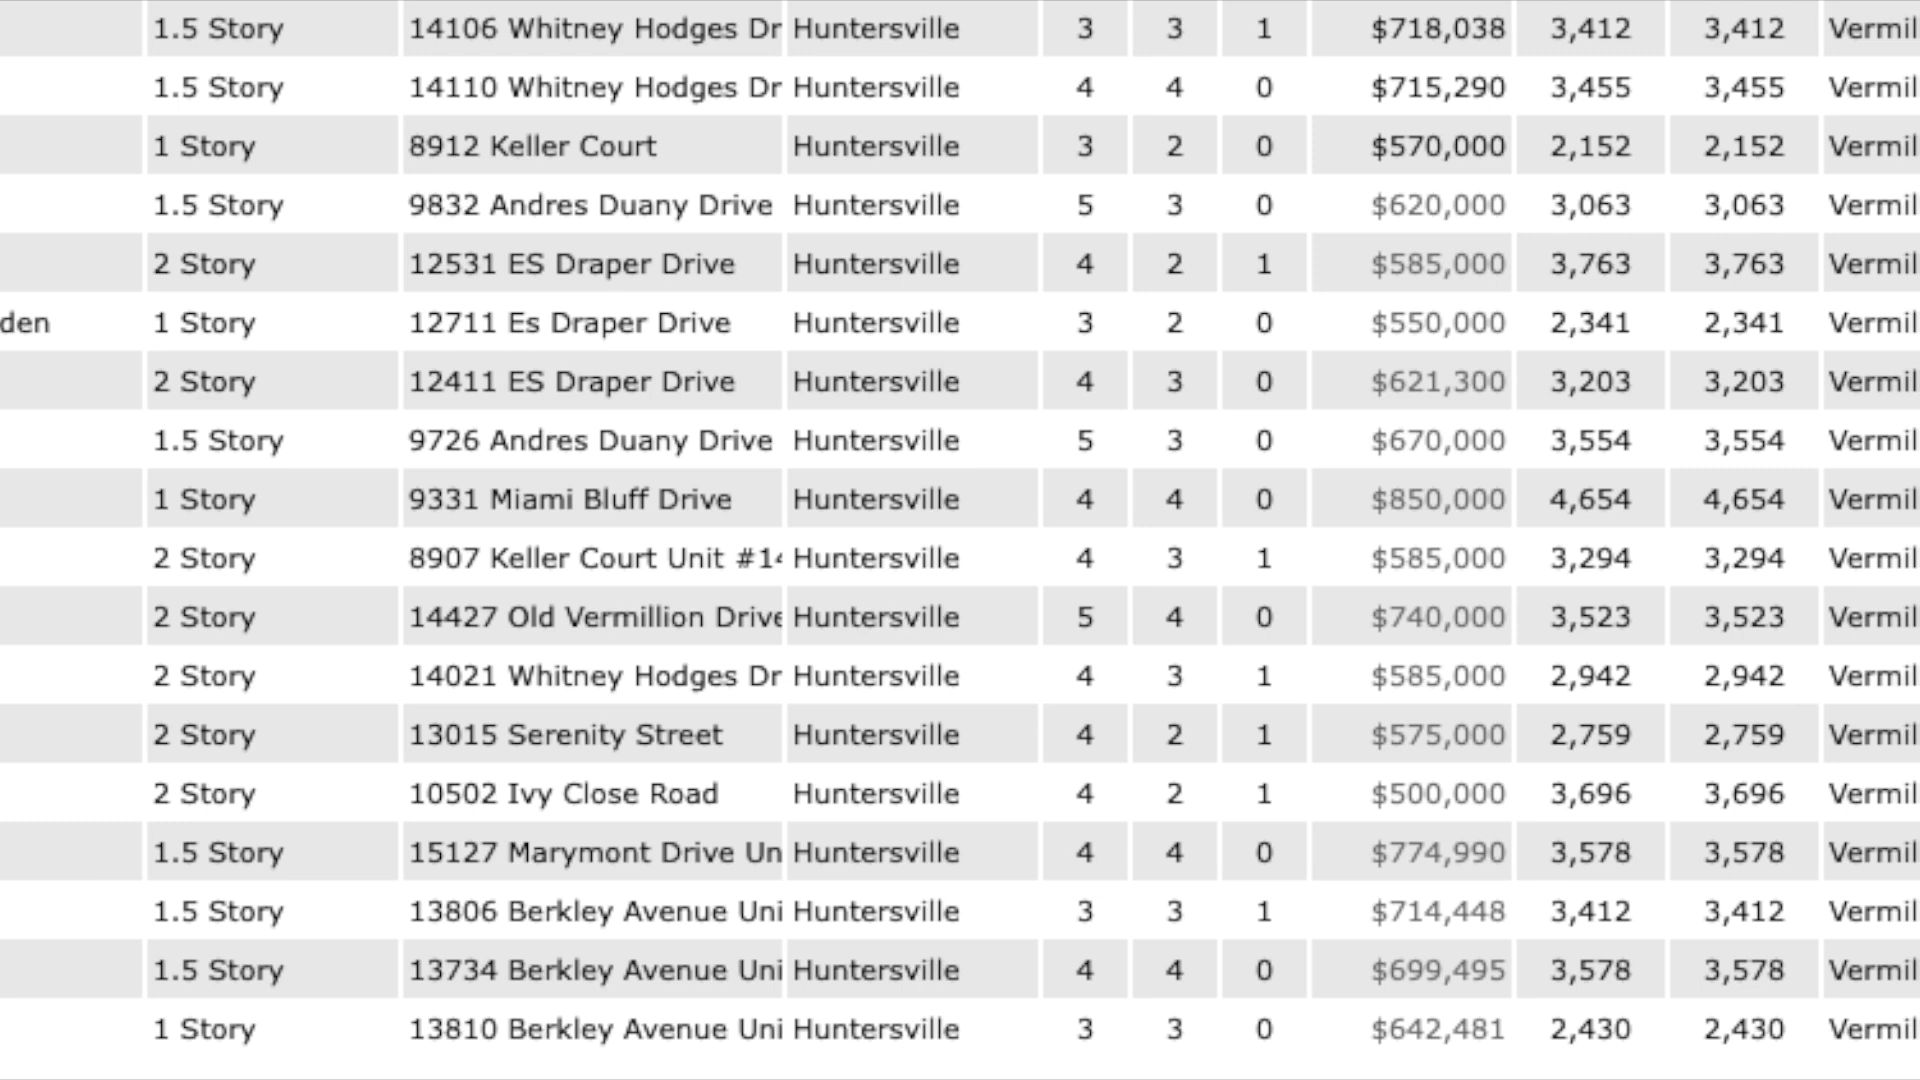 1.5 Story 14106 Whitney Hodges Dr Huntersville 3 3 1 $718,038 3,412 3,412 Vermil
1.5 Story 14110 Whitney Hodges Dr Huntersville 4 4 0 $715,290 3,455 3,455 Vermil
1 Story 8912 Keller Court Huntersville 3 2 0 $570,000 2,152 2,152 Vermil
1.5 Story 9832 Andres Duany Drive Huntersville 5 3 0 $620,000 3,063 3,063 Vermil
2 Story 12531 ES Draper Drive Huntersville 4 2 1 $585,000 3,763 3,763 Vermil
den 1 Story 12711 Es Draper Drive Huntersville 3 2 0 $550,000 2,341 2,341 Vermil
2 Story 12411 ES Draper Drive Huntersville 4 3 0 $621,300 3,203 3,203 Vermil
1.5 Story 9726 Andres Duany Drive Huntersville 5 3 0 $670,000 3,554 3,554 Vermil
1 Story 9331 Miami Bluff Drive Huntersville 4 4 0 $850,000 4,654 4,654 Vermil
2 Story 8907 Keller Court Unit #14 Huntersville 4 3 1 $585,000 3,294 3,294 Vermil
2 Story 14427 Old Vermillion Drive Huntersville 5 4 0 $740,000 3,523 3,523 Vermil
2 Story 14021 Whitney Hodges Dr Huntersville 4 3 1 $585,000 2,942 2,942 Vermil
2 Story 13015 Serenity Street Huntersville 4 2 1 $575,000 2,759 2,759 Vermil
2 Story 10502 Ivy Close Road Huntersville 4 2 1 $500,000 3,696 3,696 Vermil
1.5 Story 15127 Marymont Drive Un Huntersville 4 4 0 $774,990 3,578 3,578 Vermil
1.5 Story 13806 Berkley Avenue Uni Huntersville 3 3 1 $714,448 3,412 3,412 Vermil
1.5 Story 13734 Berkley Avenue Uni Huntersville 4 4 0 $699,495 3,578 3,578 Vermil
1 Story 13810 Berkley Avenue Uni Huntersville 3 3 0 $642,481 2,430 2,430 Vermil